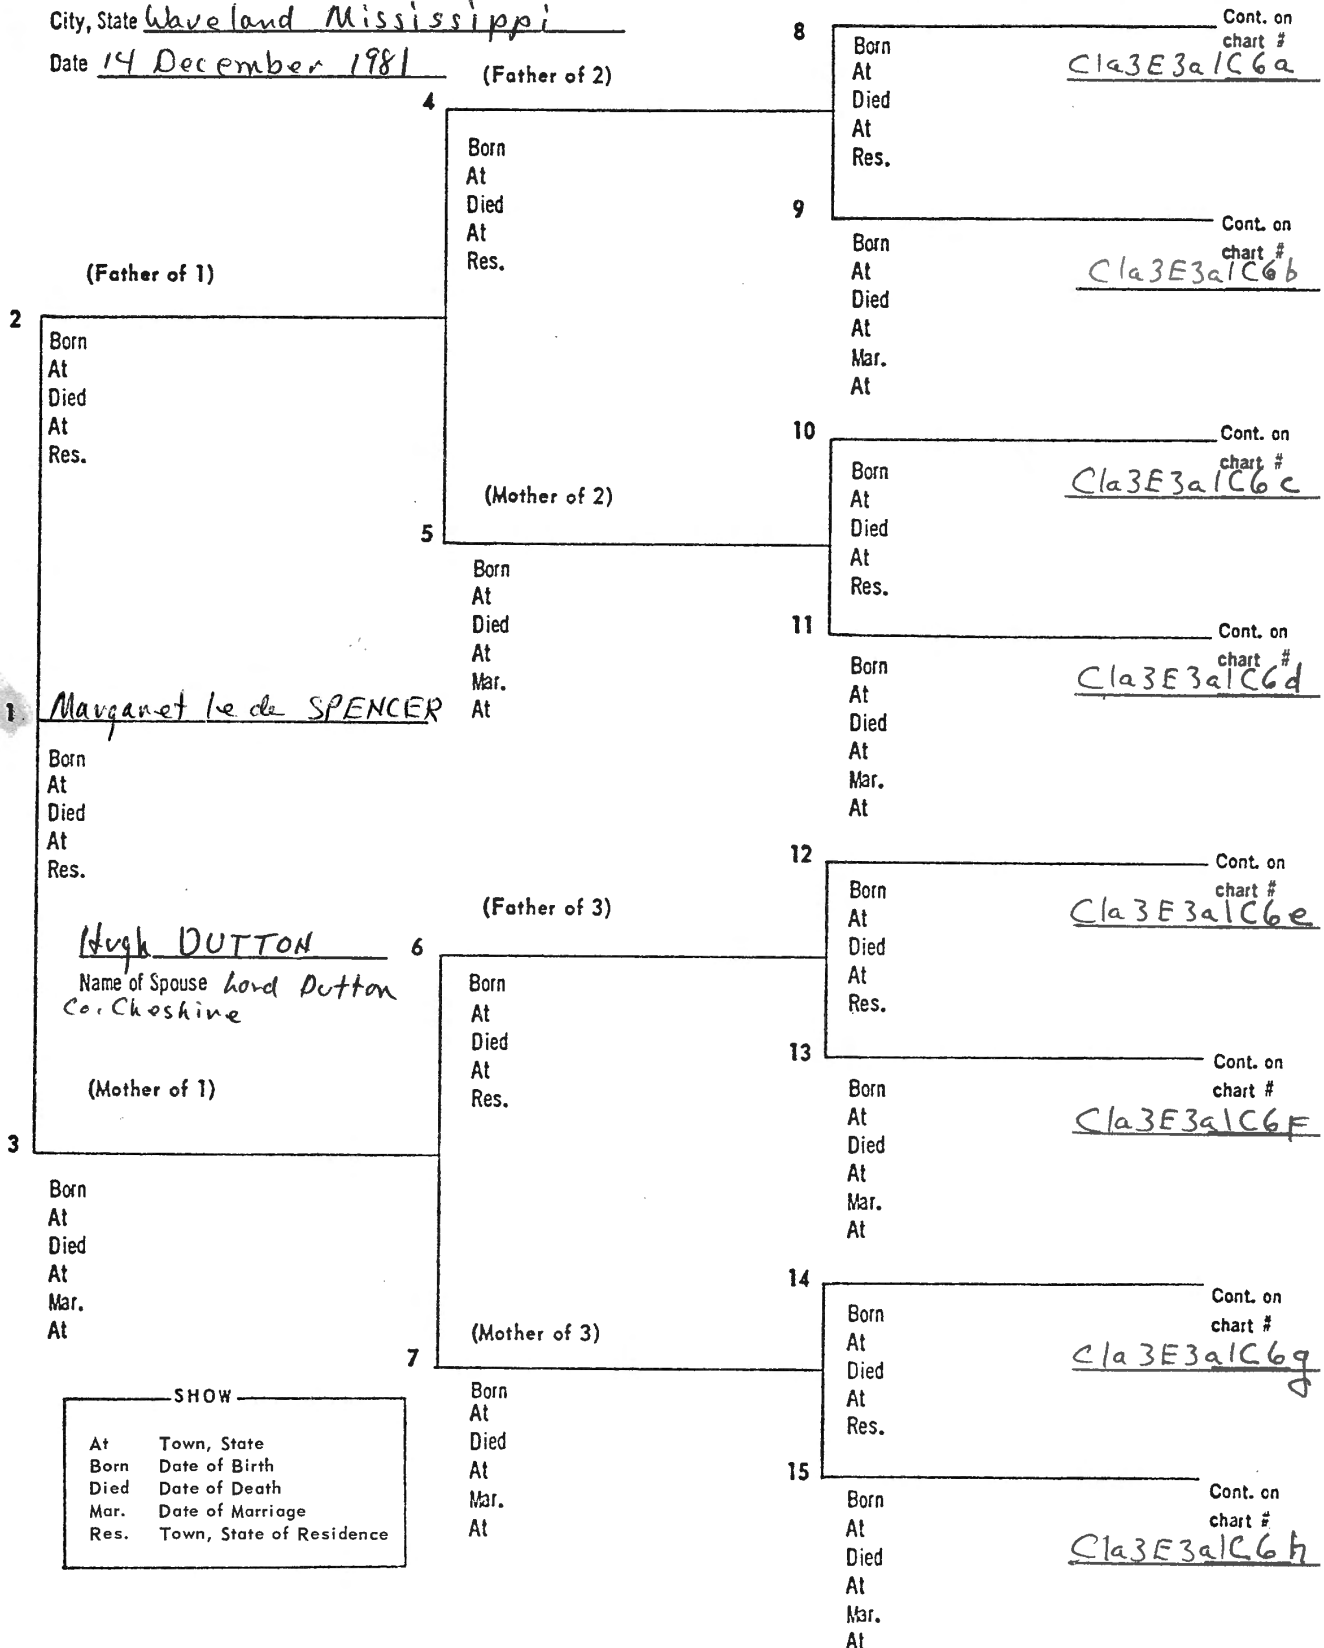 City, State Waveland Mississippi
Date 14 December 1981
(Father of 2)
4
Born
At
Died
At
Res.
(Father of 1)
2
Born
At
Died
At
Res.
(Mother of 2)
5
Born
At
Died
At
Mar.
At
1 Margaret le de SPENCER
Born
At
Died
At
Res.
Hugh DUTTON
Name of Spouse Lord Dutton
Co. Cheshire
(Mother of 1)
3
Born
At
Died
At
Mar.
At
(Father of 3)
6
Born
At
Died
At
Res.
(Mother of 3)
7
Born
At
Died
At
Mar.
At
8
Born
At
Died
At
Res.
Cont. on
chart #
C1a3E3a1C6a
9
Born
At
Died
At
Mar.
At
Cont. on
chart #
C1a3E3a1C6b
10
Born
At
Died
At
Res.
Cont. on
chart #
C1a3E3a1C6c
11
Born
At
Died
At
Mar.
At
Cont. on
chart #
C1a3E3a1C6d
12
Born
At
Died
At
Res.
Cont. on
chart #
C1a3E3a1C6e
13
Born
At
Died
At
Mar.
At
Cont. on
chart #
C1a3E3a1C6F
14
Born
At
Died
At
Res.
Cont. on
chart #
C1a3E3a1C6g
15
Born
At
Died
At
Mar.
At
Cont. on
chart #
C1a3E3a1C6h
SHOW
At Town, State
Born Date of Birth
Died Date of Death
Mar. Date of Marriage
Res. Town, State of Residence